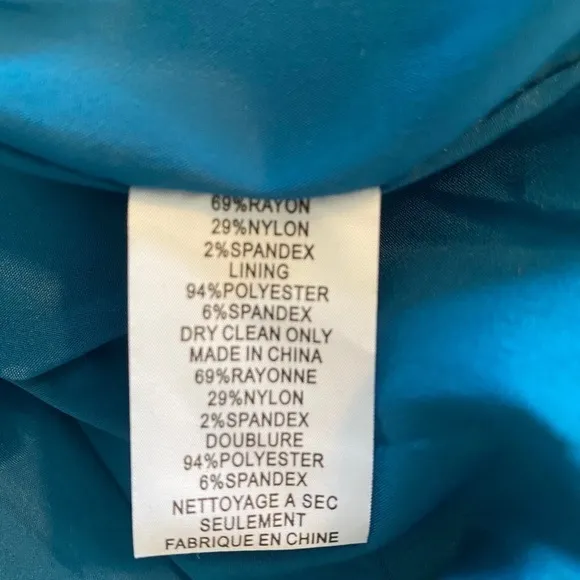 69%RAYON
29%NYLON
2%SPANDEX
LINING
94%POLYESTER
6%SPANDEX
DRY CLEAN ONLY
MADE IN CHINA
69%RAYONNE
29%NYLON
2%SPANDEX
DOUBLURE
94%POLYESTER
6%SPANDEX
NETTOYAGE A SEC
SEULEMENT
FABRIQUE EN CHINE